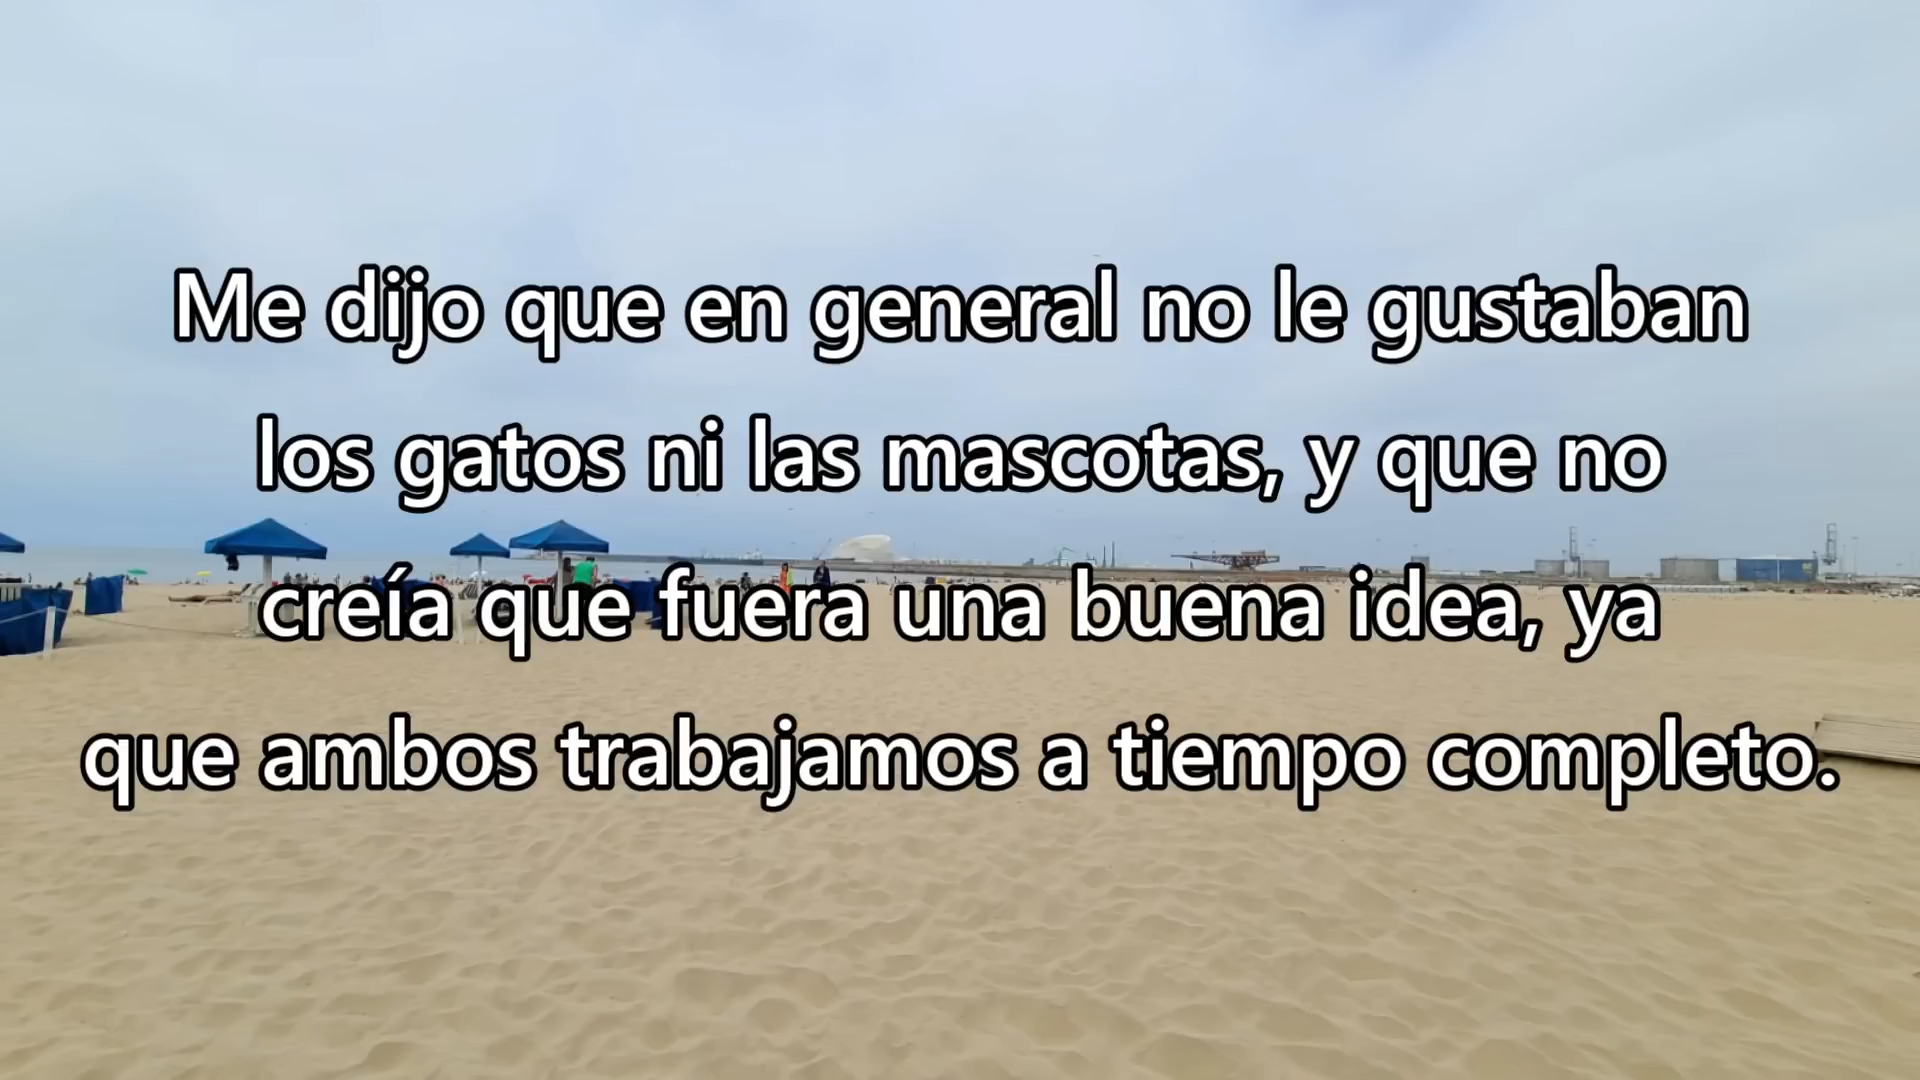 Me dijo que en general no le gustaban
los gatos ni las mascotas, y que no
creía que fuera una buena idea, ya
que ambos trabajamos a tiempo completo.